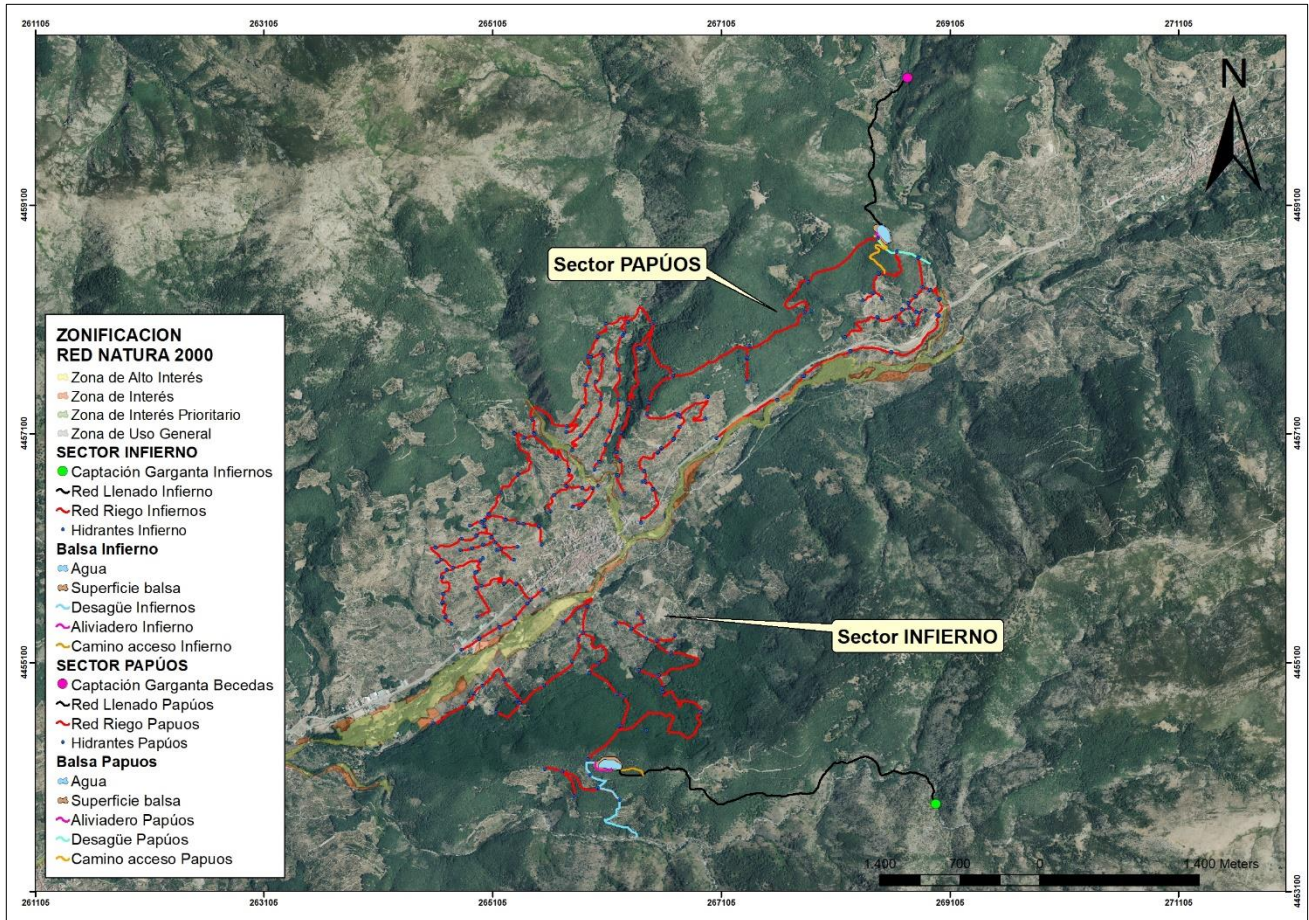 261105
263105
265105
267105
269105
271105
N
4459100
4459100
Sector PAPÚOS
ZONIFICACION
RED NATURA 2000
Zona de Alto Interés
Zona de Interés
Zona de Interés Prioritario
Zona de Uso General
SECTOR INFIERNO
Captación Garganta Infiernos
Red Llenado Infierno
Red Riego Infiernos
Hidrantes Infierno
Balsa Infierno
Agua
Superficie balsa
Desagüe Infiernos
Aliviadero Infierno
Camino acceso Infierno
SECTOR PAPÚOS
Captación Garganta Becedas
Red Llenado Papúos
Red Riego Papuos
Hidrantes Papúos
Balsa Papuos
Agua
Superficie balsa
Aliviadero Papúos
Desagüe Papúos
Camino acceso Papuos
4457100
4457100
Sector INFIERNO
4455100
4455100
1.400 700 0 1.400 Meters
4453100
4453100
261105
263105
265105
267105
269105
271105